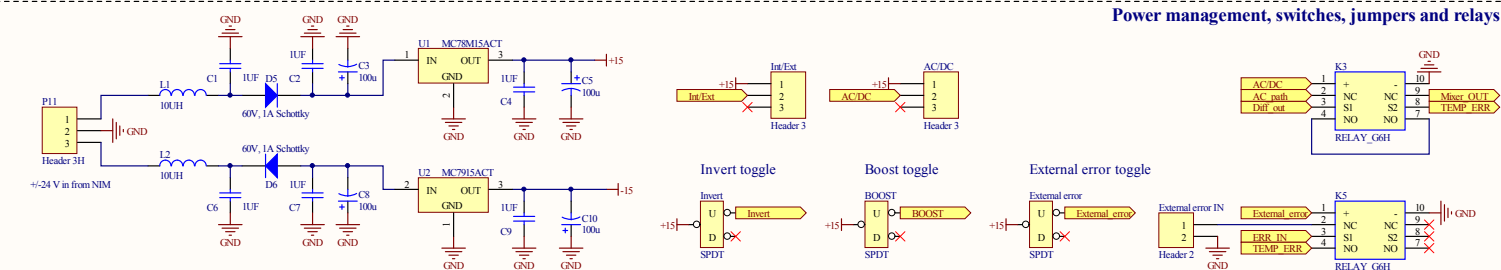 Power management, switches, jumpers and relays
P11
1
2
3
Header 3H
+/-24 V in from NIM
GND
L1
10UH
GND
1UF
C1
D5
60V, 1A Schottky
GND
1UF
C2
GND
C3
100u
U1 MC78M15ACT
1 IN OUT 3
GND
2
GND
+15
1UF
C4
GND
C5
100u
GND
L2
10UH
C6
1UF
GND
60V, 1A Schottky
D6
1UF
C7
GND
C8
100u
GND
U2 MC7915ACT
2 IN OUT 3
GND
1
GND
-15
1UF
C9
GND
C10
100u
GND
Int/Ext
+15
Int/Ext
1
2
3
Header 3
AC/DC
+15
AC/DC
1
2
3
Header 3
Invert toggle
Invert
+15
U
D
Invert
SPDT
Boost toggle
BOOST
+15
U
D
BOOST
SPDT
External error toggle
External error
+15
U
D
External_error
SPDT
K3
GND
AC/DC 1 + - 10
AC_path 2 NC NC 9 Mixer_OUT
Diff_out 3 S1 S2 8 TEMP_ERR
4 NO NO 7
RELAY_G6H
External error IN
1
2
Header 2
GND
K5
External_error 1 + - 10 GND
2 NC NC 9
ERR_IN 3 S1 S2 8
TEMP_ERR 4 NO NO 7
RELAY_G6H